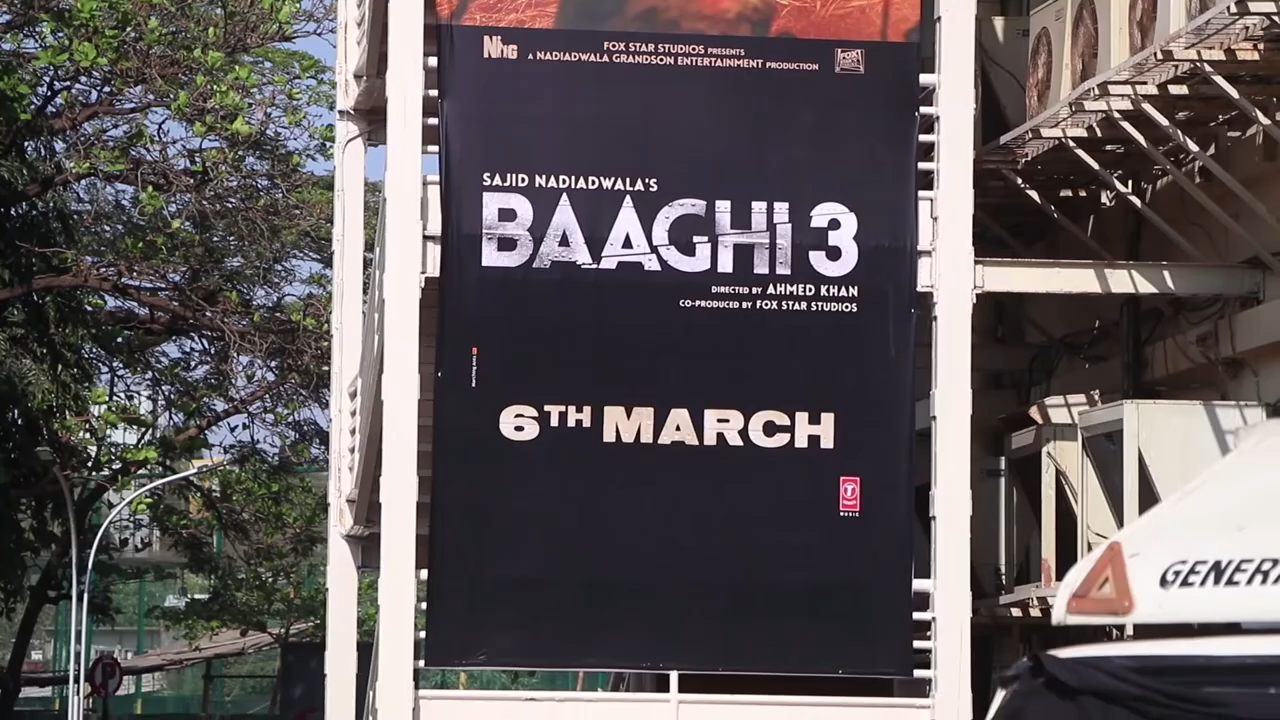 NNG
FOX STAR STUDIOS PRESENTS
A NADIADWALA GRANDSON ENTERTAINMENT PRODUCTION
FOX
SAJID NADIADWALA'S
BAAGHI 3
DIRECTED BY AHMED KHAN
CO-PRODUCED BY FOX STAR STUDIOS
6TH MARCH
T
MUSIC
P
GENER